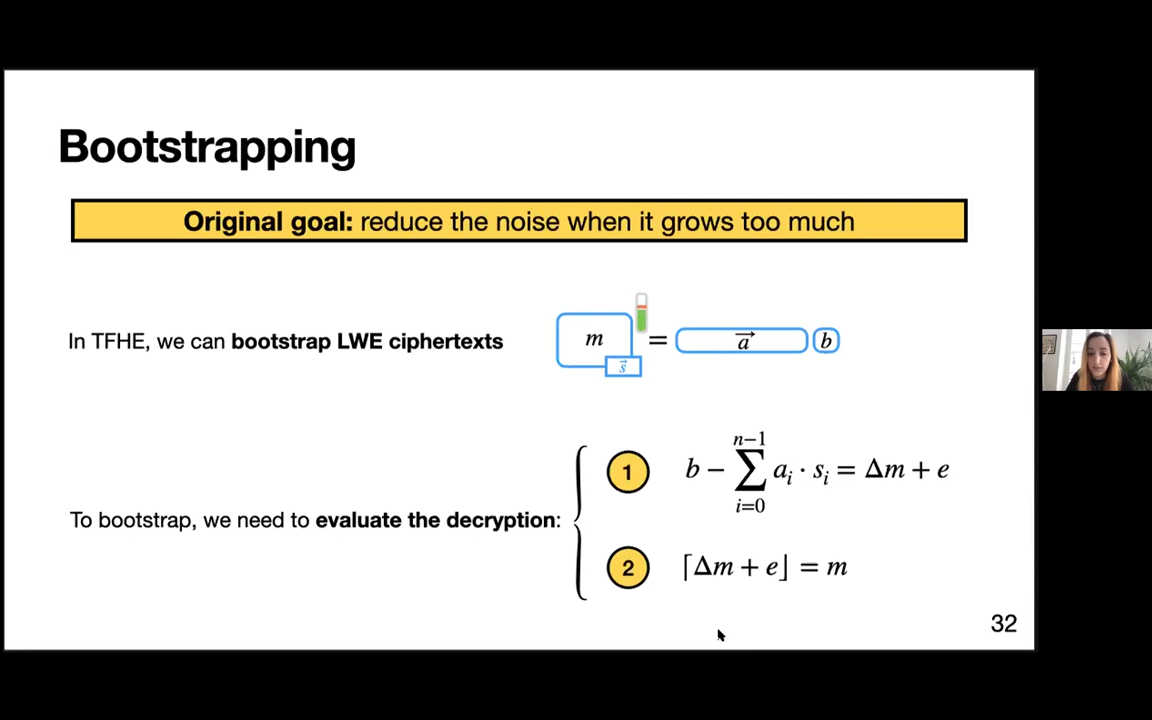 Bootstrapping
Original goal: reduce the noise when it grows too much
In TFHE, we can bootstrap LWE ciphertexts
m
s⃗
= a⃗ b
To bootstrap, we need to evaluate the decryption:
1 b − ∑_{i=0}^{n−1} a_i · s_i = Δm + e
2 ⌈Δm + e⌋ = m
32